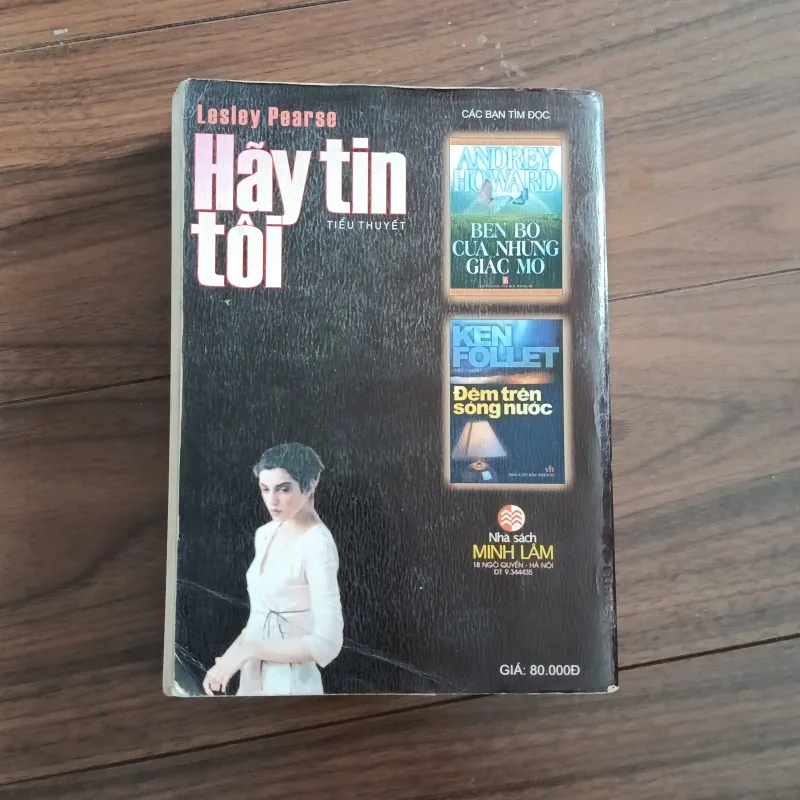 Lesley Pearse
Hãy tin
tôi
TIỂU THUYẾT
CÁC BẠN TÌM ĐỌC
ANDREY
HOWARD
BẾN BỜ
CỦA NHỮNG
GIẤC MƠ
KEN
FOLLET
Đêm trên
sóng nước
vh
Nhà sách
MINH LÂM
18 NGÔ QUYỀN - HÀ NỘI
ĐT 9.344435
GIÁ: 80.000Đ